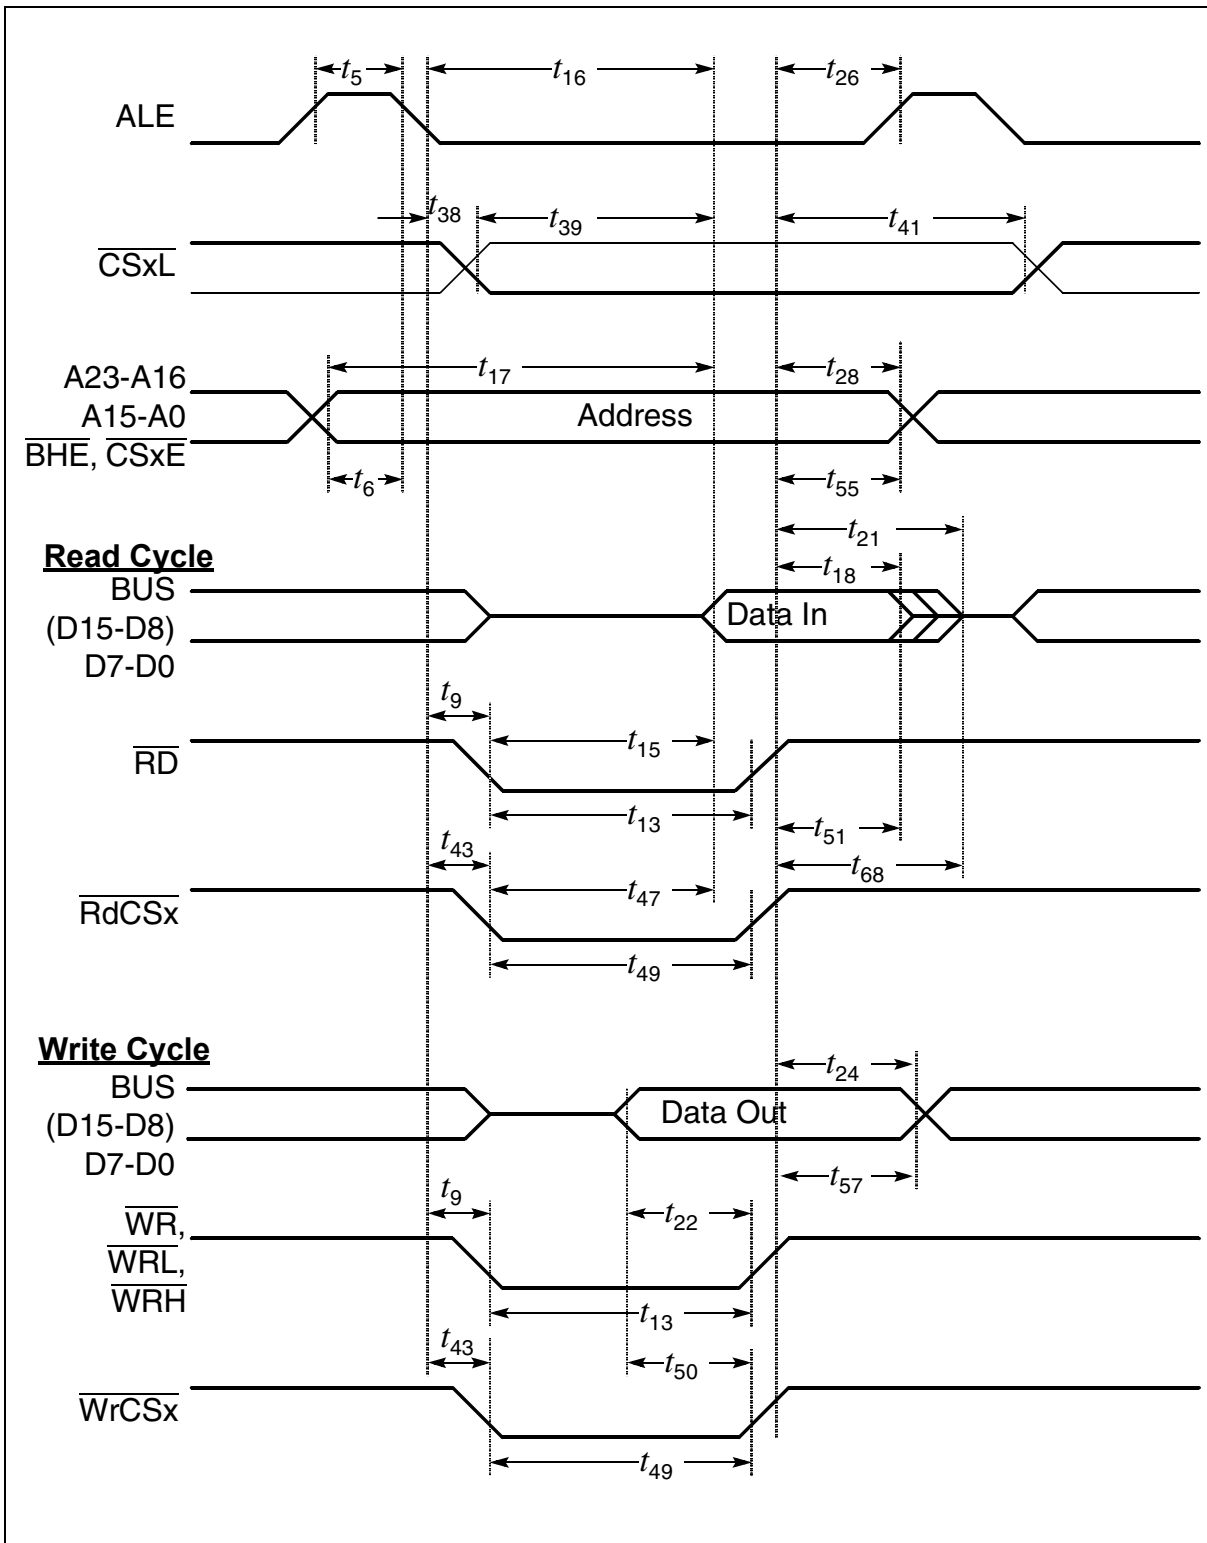 t5
t16
t26
ALE
t38
t39
t41
CSxL
t17
t28
A23-A16
A15-A0
Address
BHE, CSxE
t6
t55
t21
Read Cycle
t18
BUS
Data In
(D15-D8)
D7-D0
t9
t15
RD
t13
t51
t43
t68
t47
RdCSx
t49
Write Cycle
t24
BUS
Data Out
(D15-D8)
D7-D0
t57
t9
t22
WR,
WRL,
WRH
t13
t43
t50
WrCSx
t49